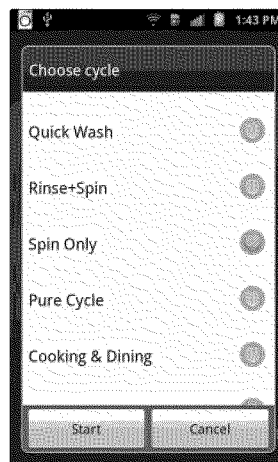 1:43 PM
Choose cycle
Quick Wash
Rinse+Spin
Spin Only
Pure Cycle
Cooking & Dining
Start
Cancel